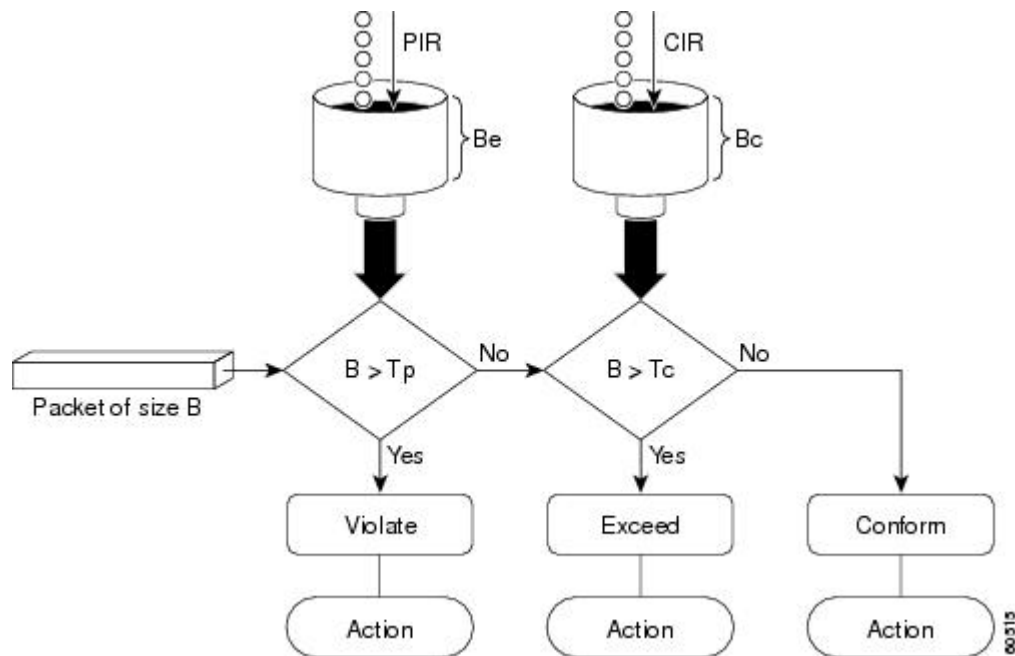 PIR
CIR
Be
Bc
B > Tp
No
B > Tc
No
Packet of size B
Yes
Yes
Violate
Exceed
Conform
Action
Action
Action
60515